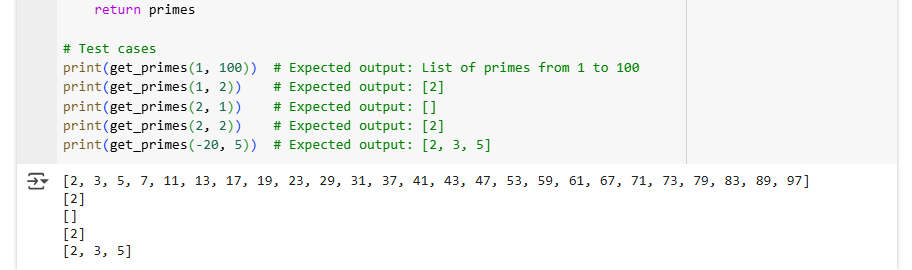 return primes
# Test cases
print(get_primes(1, 100))  # Expected output: List of primes from 1 to 100
print(get_primes(1, 2))    # Expected output: [2]
print(get_primes(2, 1))    # Expected output: []
print(get_primes(2, 2))    # Expected output: [2]
print(get_primes(-20, 5))  # Expected output: [2, 3, 5]
[2, 3, 5, 7, 11, 13, 17, 19, 23, 29, 31, 37, 41, 43, 47, 53, 59, 61, 67, 71, 73, 79, 83, 89, 97]
[2]
[]
[2]
[2, 3, 5]